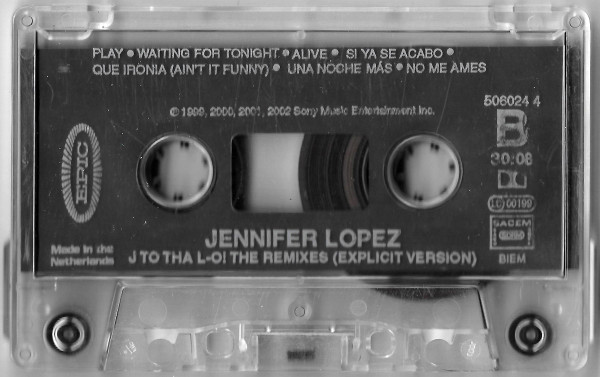 PLAY • WAITING FOR TONIGHT • ALIVE • SI YA SE ACABO •
QUE IRONIA (AIN'T IT FUNNY) • UNA NOCHE MÁS • NO ME AMES
506024 4
℗ © 1999, 2000, 2001, 2002 Sony Music Entertainment Inc.
B
30:08
EPIC
LC 00199
SACEM
BIEM
JENNIFER LOPEZ
Made in the
Netherlands
J TO THA L-O! THE REMIXES (EXPLICIT VERSION)